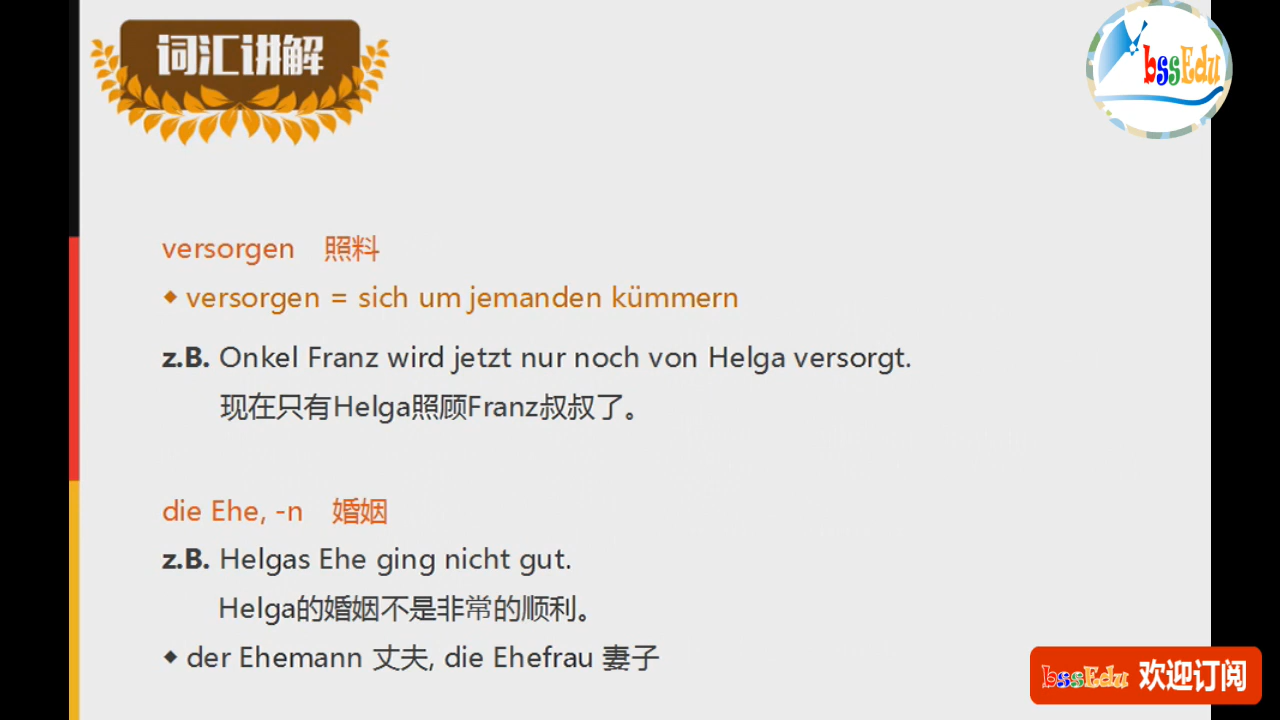 词汇讲解
bssEdu
versorgen 照料
◆ versorgen = sich um jemanden kümmern
z.B. Onkel Franz wird jetzt nur noch von Helga versorgt.
现在只有Helga照顾Franz叔叔了。
die Ehe, -n 婚姻
z.B. Helgas Ehe ging nicht gut.
Helga的婚姻不是非常的顺利。
◆ der Ehemann 丈夫, die Ehefrau 妻子
bssEdu 欢迎订阅